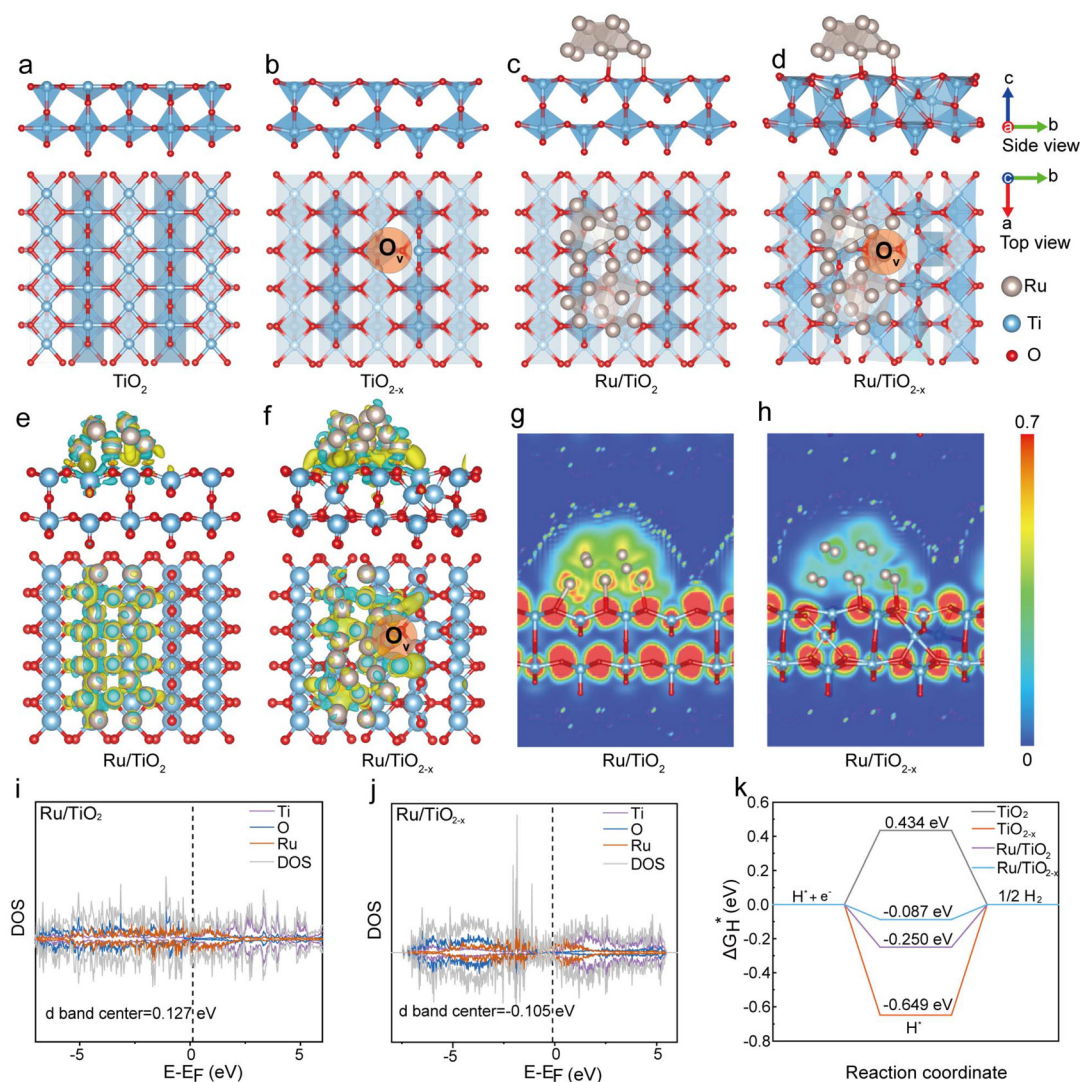 a
b
c
d
TiO2
TiO2-x
Ru/TiO2
Ru/TiO2-x
Ov
Ov
c
a
b
Side view
c
b
a
Top view
Ru
Ti
O
e
f
g
h
Ov
Ru/TiO2
Ru/TiO2-x
Ru/TiO2
Ru/TiO2-x
0.7
0
i
Ru/TiO2
Ti
O
Ru
DOS
DOS
d band center=0.127 eV
-5
0
5
E-EF (eV)
j
Ru/TiO2-x
Ti
O
Ru
DOS
DOS
d band center=-0.105 eV
-5
0
5
E-EF (eV)
k
0.6
0.4
0.2
0.0
-0.2
-0.4
-0.6
-0.8
ΔGH* (eV)
TiO2
TiO2-x
Ru/TiO2
Ru/TiO2-x
0.434 eV
H*+ e-
1/2 H2
-0.087 eV
-0.250 eV
-0.649 eV
H*
Reaction coordinate